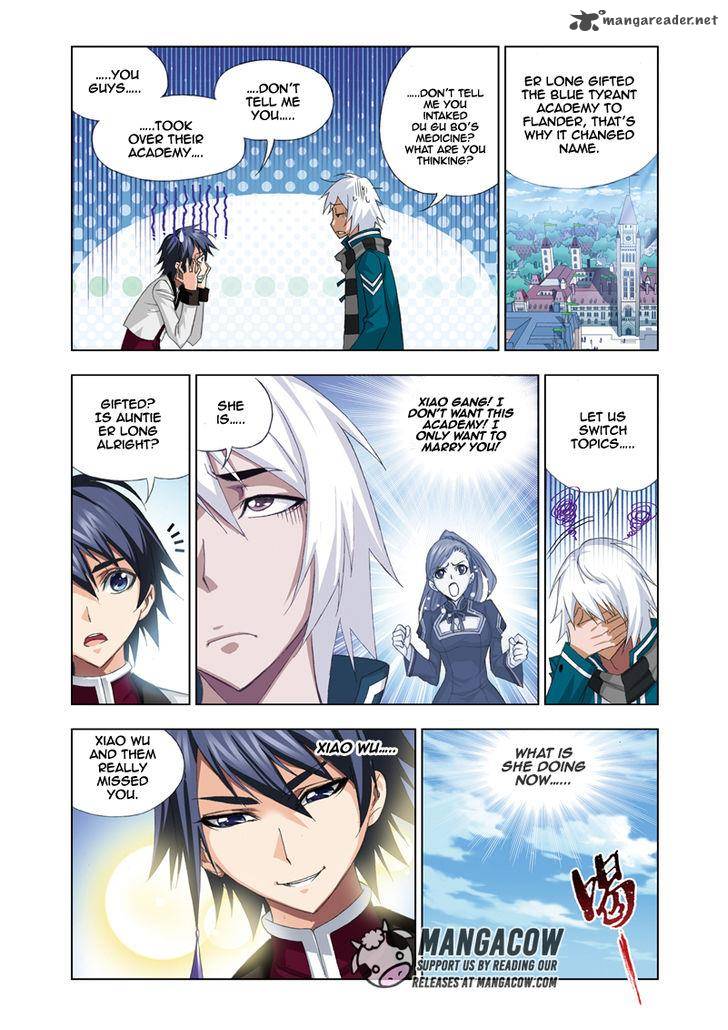 mangareader.net
.....YOU
GUYS.....
....DON'T
TELL ME
YOU.....
.....TOOK
OVER THEIR
ACADEMY....
.....DON'T TELL
ME YOU
INTAKED
DU GU BO'S
MEDICINE?
WHAT ARE YOU
THINKING?
ER LONG GIFTED
THE BLUE TYRANT
ACADEMY TO
FLANDER, THAT'S
WHY IT CHANGED
NAME.
GIFTED?
IS AUNTIE
ER LONG
ALRIGHT?
SHE
IS.....
XIAO GANG! I
DON'T WANT THIS
ACADEMY! I
ONLY WANT TO
MARRY YOU!
LET US
SWITCH
TOPICS.....
XIAO WU
AND THEM
REALLY
MISSED
YOU.
XIAO WU.....
WHAT IS
SHE DOING
NOW......
喝
MANGACOW
SUPPORT US BY READING OUR
RELEASES AT MANGACOW.COM